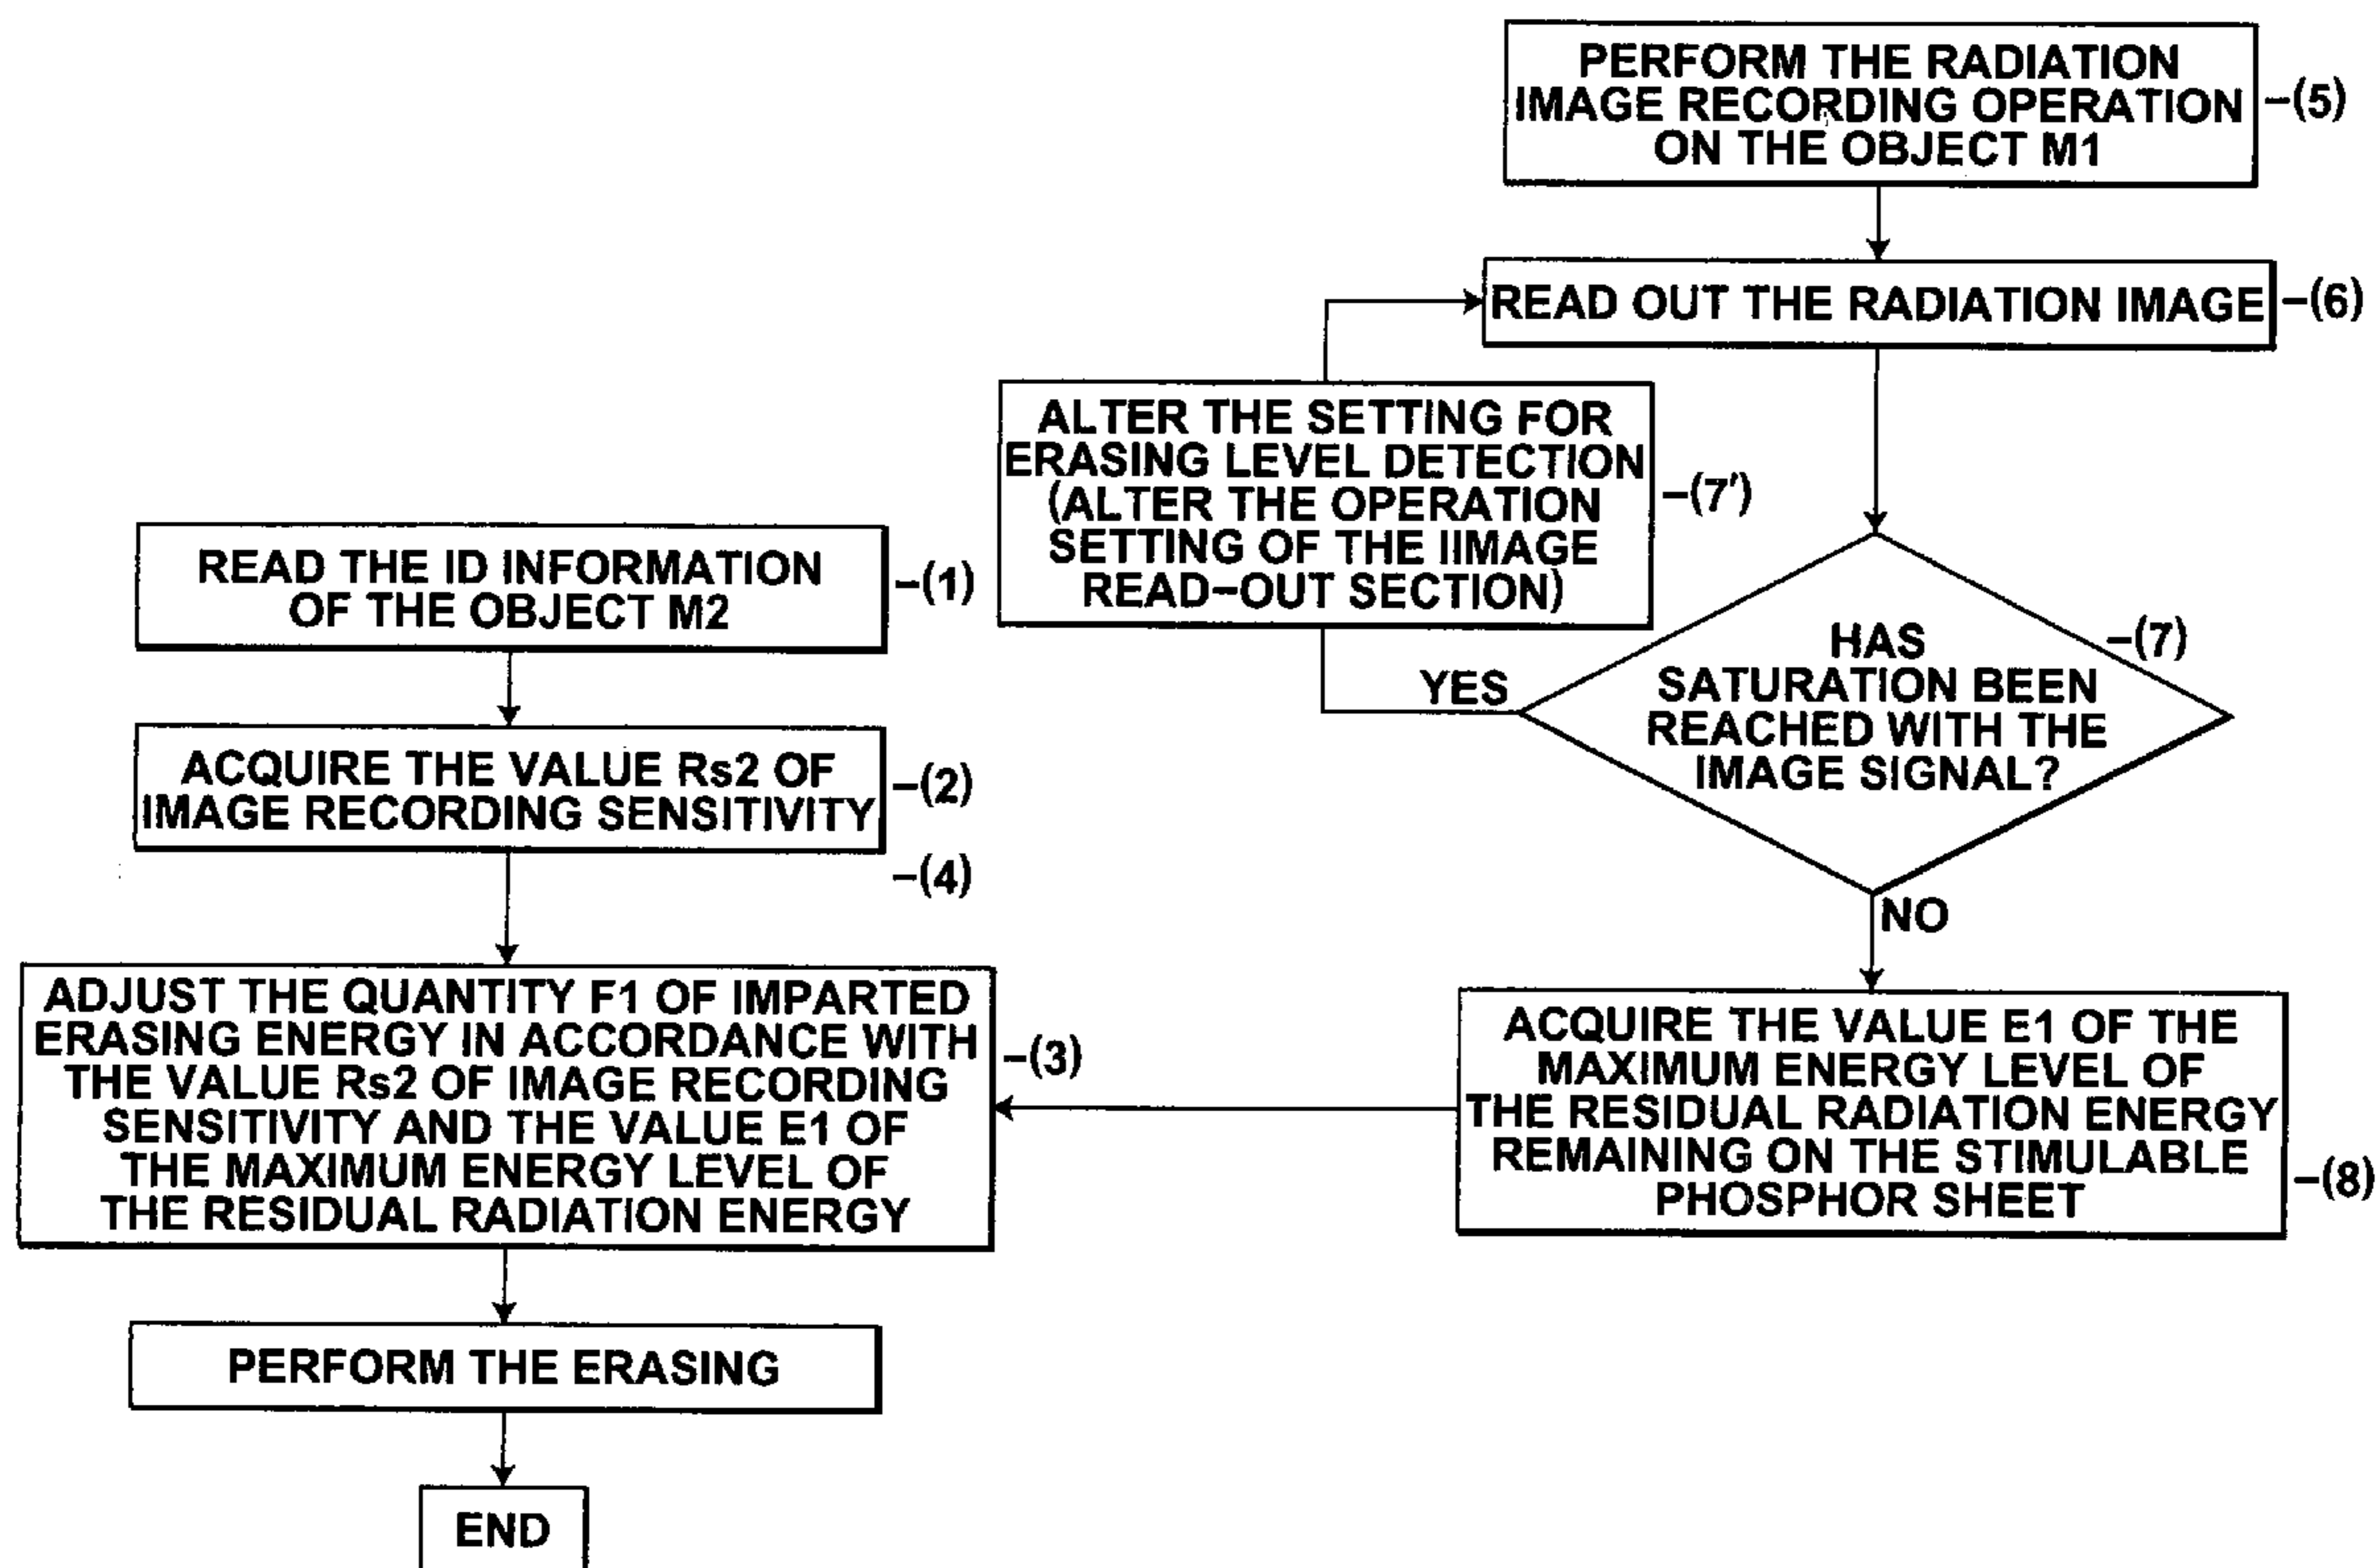 PERFORM THE RADIATION
IMAGE RECORDING OPERATION
ON THE OBJECT M1
-(5)
READ OUT THE RADIATION IMAGE
-(6)
ALTER THE SETTING FOR
ERASING LEVEL DETECTION
(ALTER THE OPERATION
SETTING OF THE IIMAGE
READ-OUT SECTION)
-(7')
HAS
SATURATION BEEN
REACHED WITH THE
IMAGE SIGNAL?
-(7)
YES
NO
READ THE ID INFORMATION
OF THE OBJECT M2
-(1)
ACQUIRE THE VALUE Rs2 OF
IMAGE RECORDING SENSITIVITY
-(2)
-(4)
ADJUST THE QUANTITY F1 OF IMPARTED
ERASING ENERGY IN ACCORDANCE WITH
THE VALUE Rs2 OF IMAGE RECORDING
SENSITIVITY AND THE VALUE E1 OF
THE MAXIMUM ENERGY LEVEL OF
THE RESIDUAL RADIATION ENERGY
-(3)
ACQUIRE THE VALUE E1 OF THE
MAXIMUM ENERGY LEVEL OF
THE RESIDUAL RADIATION ENERGY
REMAINING ON THE STIMULABLE
PHOSPHOR SHEET
-(8)
PERFORM THE ERASING
END